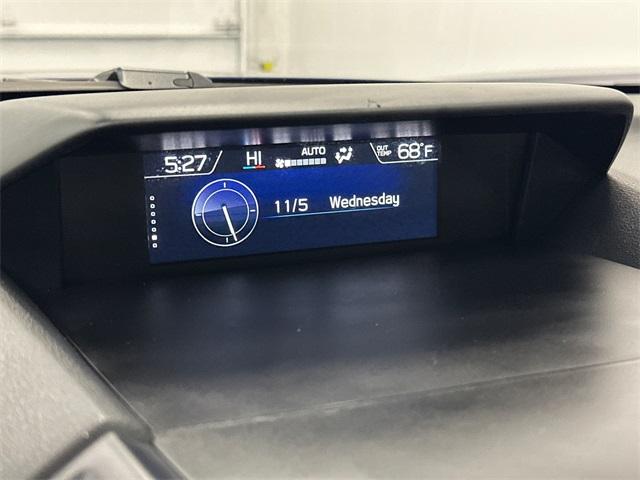 5:27 HI AUTO OUT TEMP 68°F
11/5 Wednesday